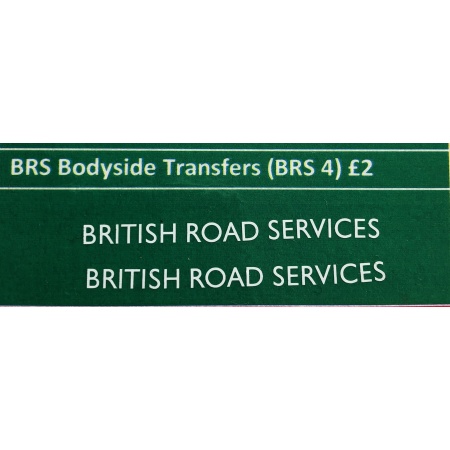 BRS Bodyside Transfers (BRS 4) £2
BRITISH ROAD SERVICES
BRITISH ROAD SERVICES